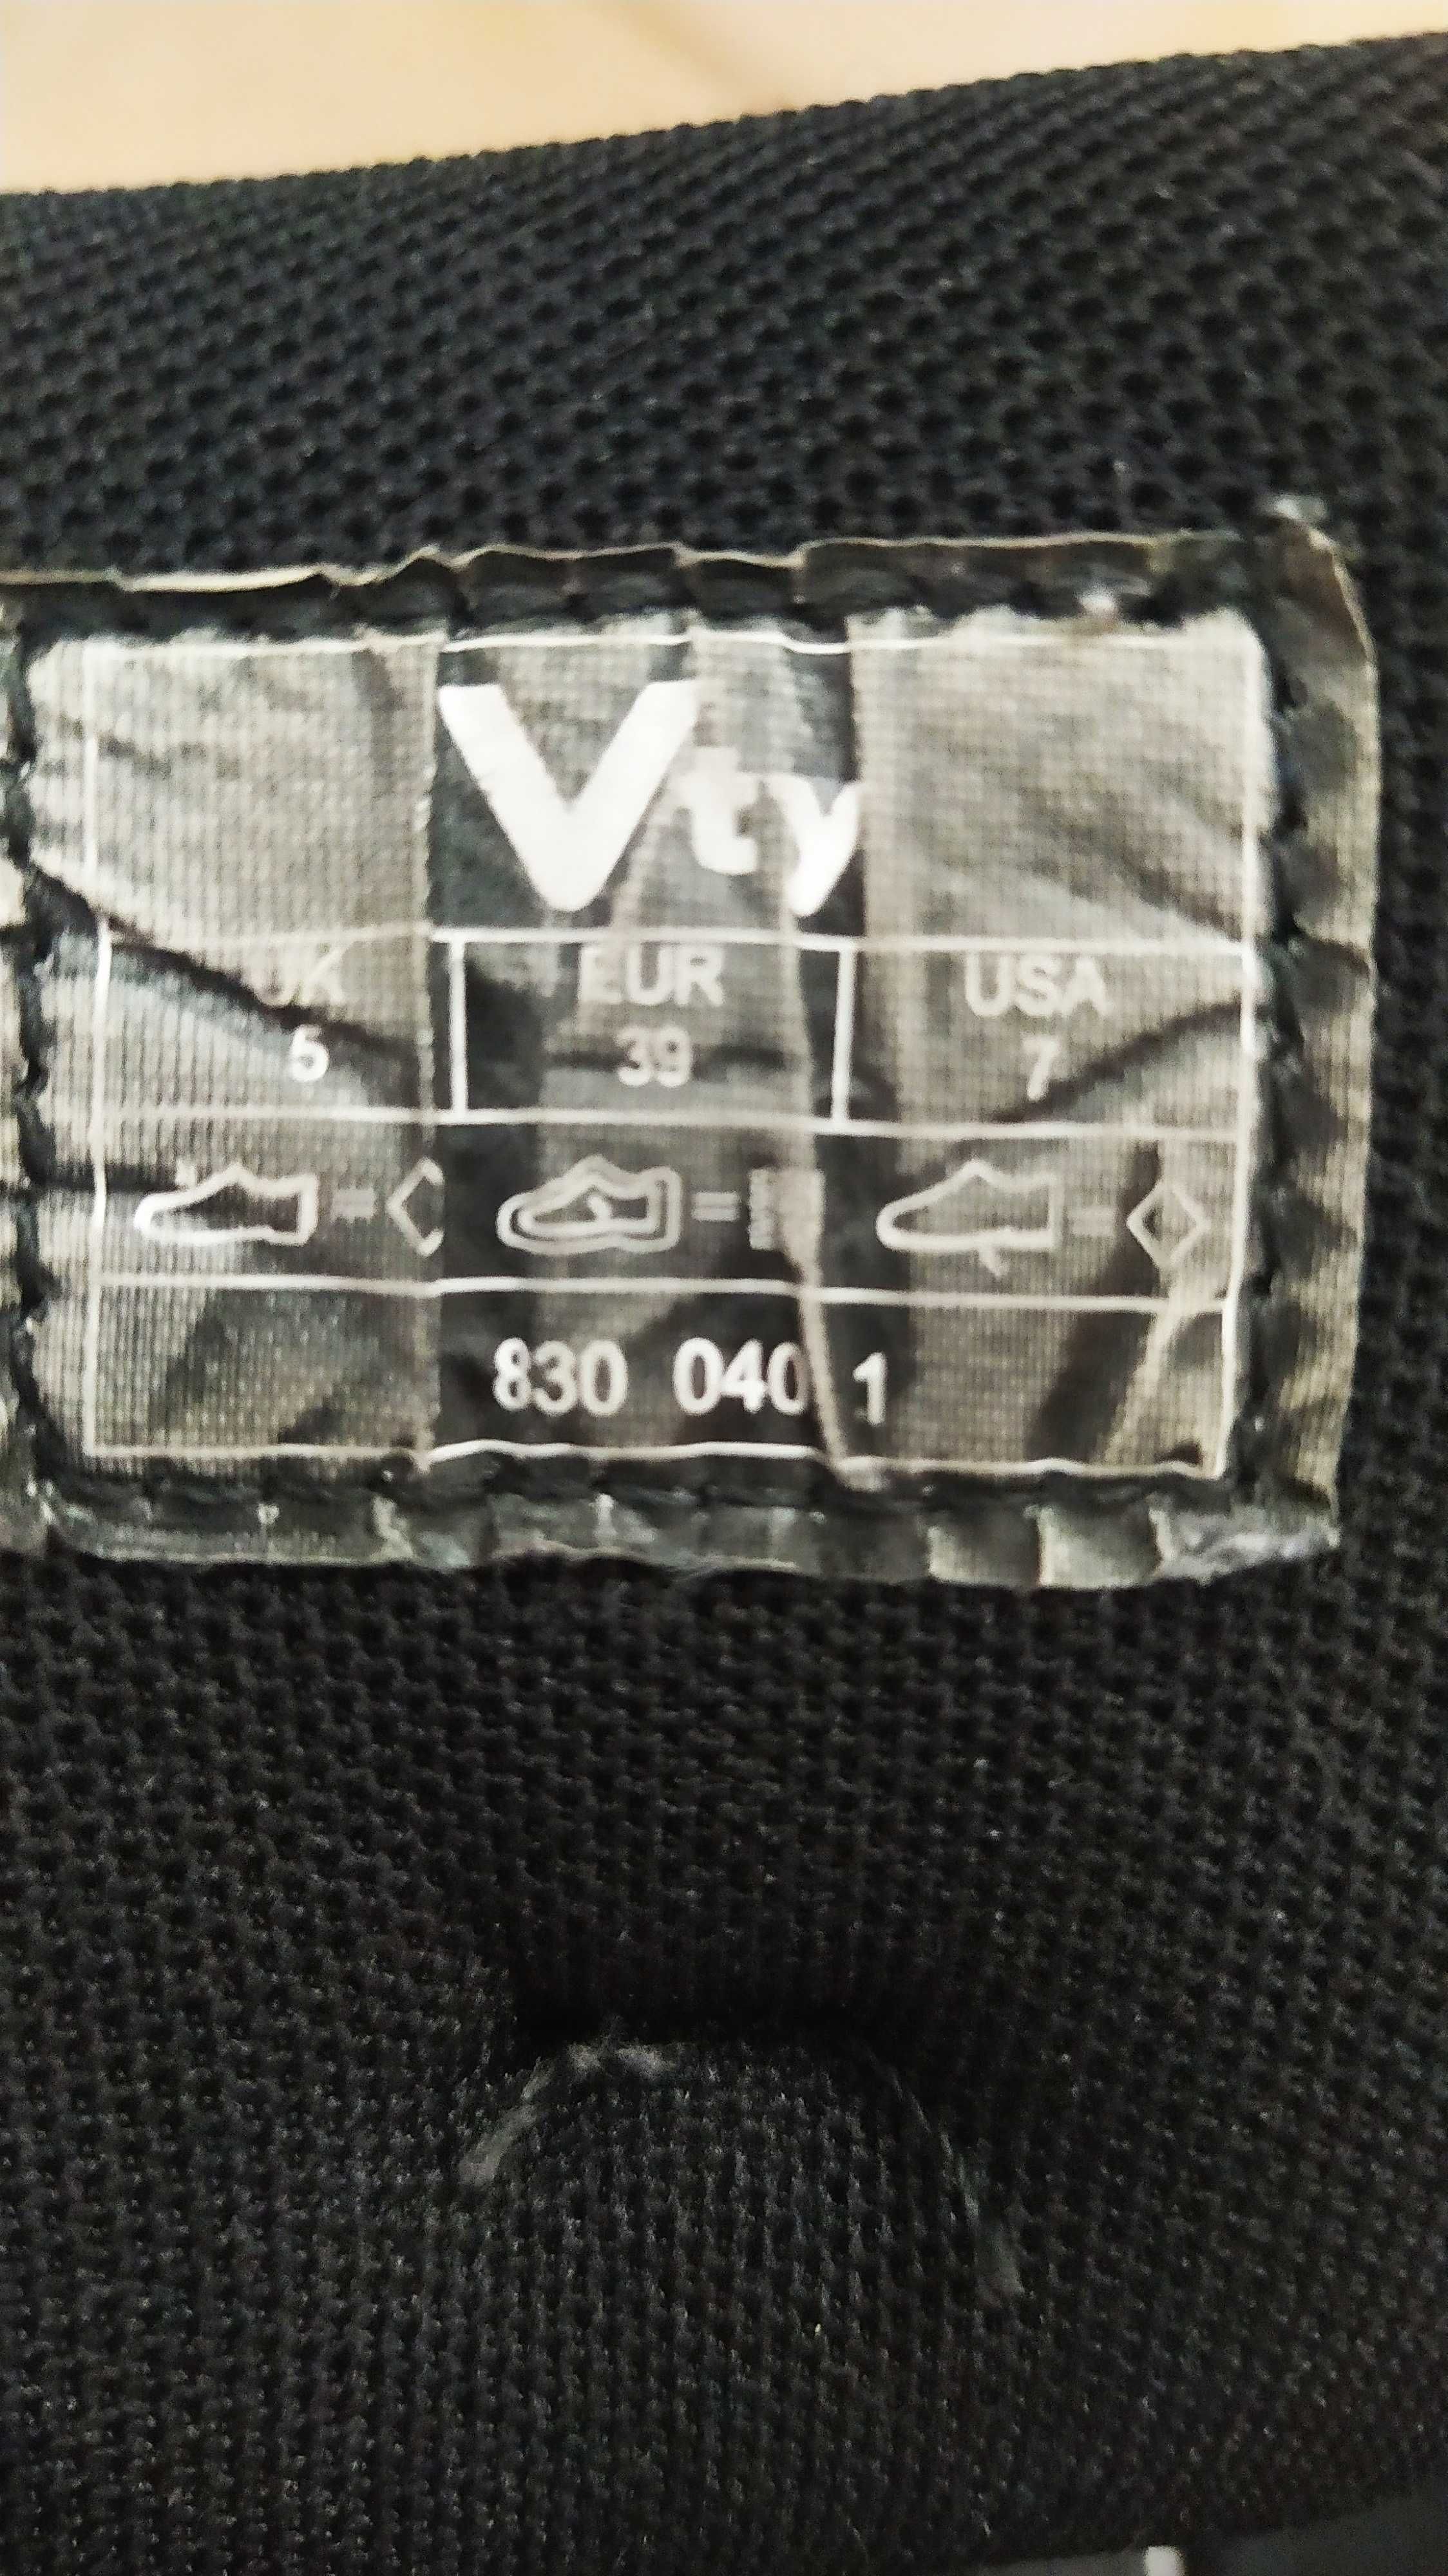 Vty
UK EUR USA
5 39 7
= = =
830 040 1